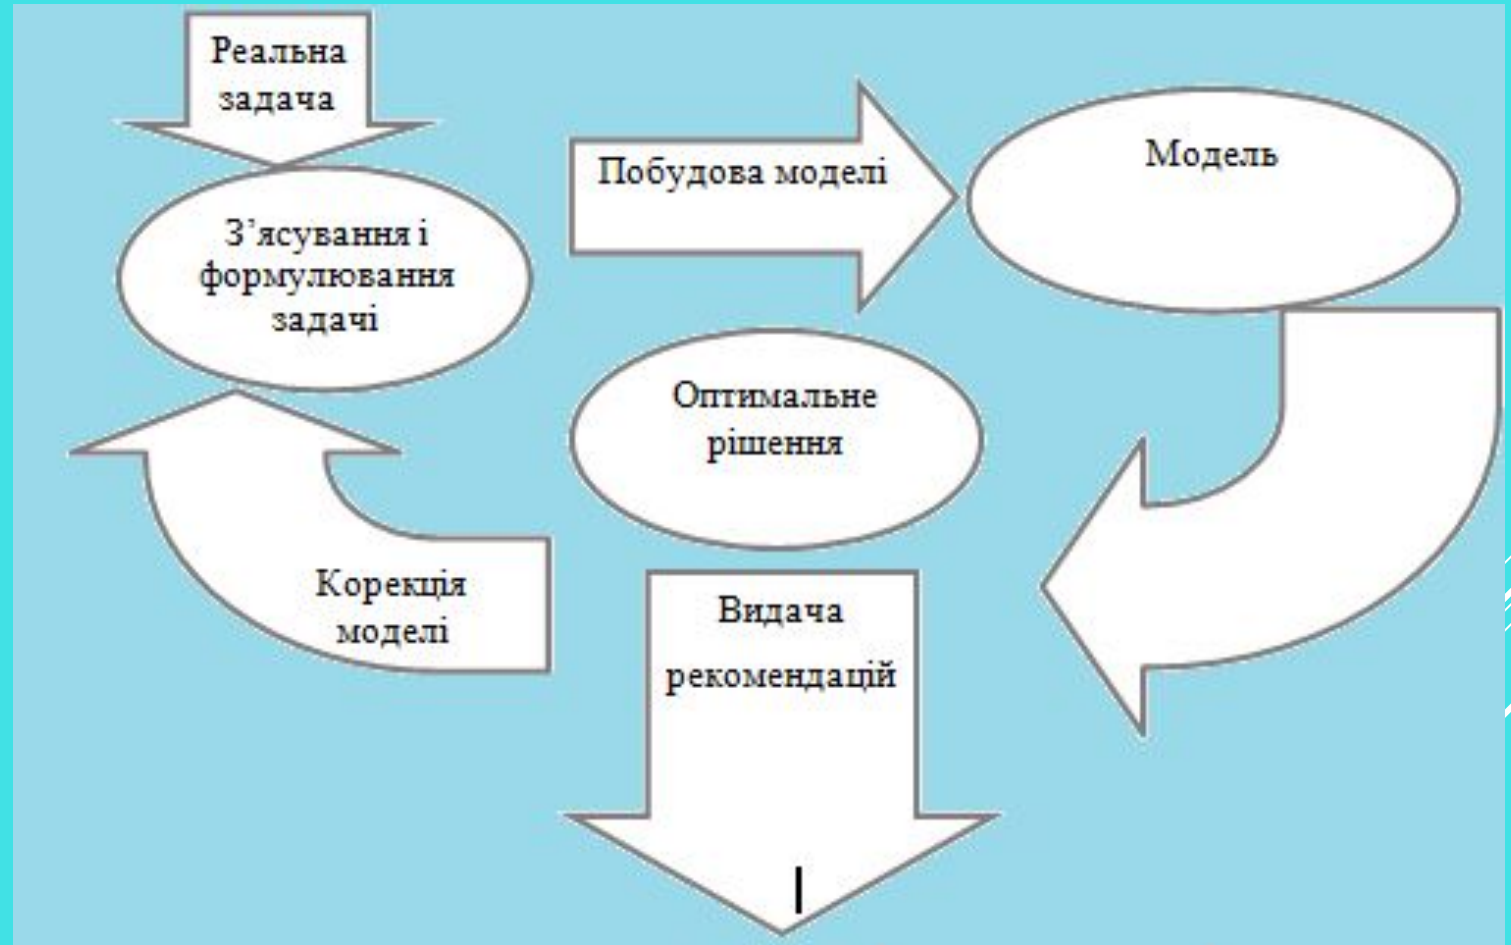 Реальна
задача
З’ясування і
формулювання
задачі
Побудова моделі
Модель
Оптимальне
рішення
Корекція
моделі
Видача
рекомендацій